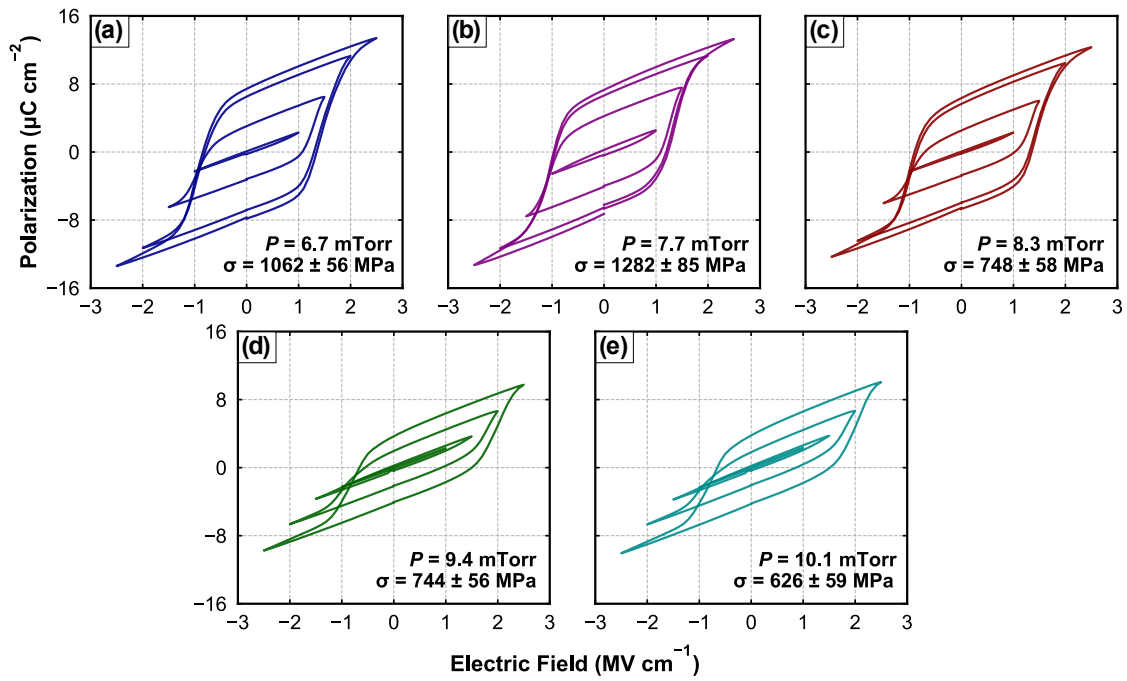 (a)
(b)
(c)
16
8
0
−8
−16
Polarization (µC cm⁻²)
P = 6.7 mTorr
σ = 1062 ± 56 MPa
P = 7.7 mTorr
σ = 1282 ± 85 MPa
P = 8.3 mTorr
σ = 748 ± 58 MPa
−3 −2 −1 0 1 2 3
−3 −2 −1 0 1 2 3
−3 −2 −1 0 1 2 3
(d)
(e)
16
8
0
−8
−16
P = 9.4 mTorr
σ = 744 ± 56 MPa
P = 10.1 mTorr
σ = 626 ± 59 MPa
−3 −2 −1 0 1 2 3
−3 −2 −1 0 1 2 3
Electric Field (MV cm⁻¹)